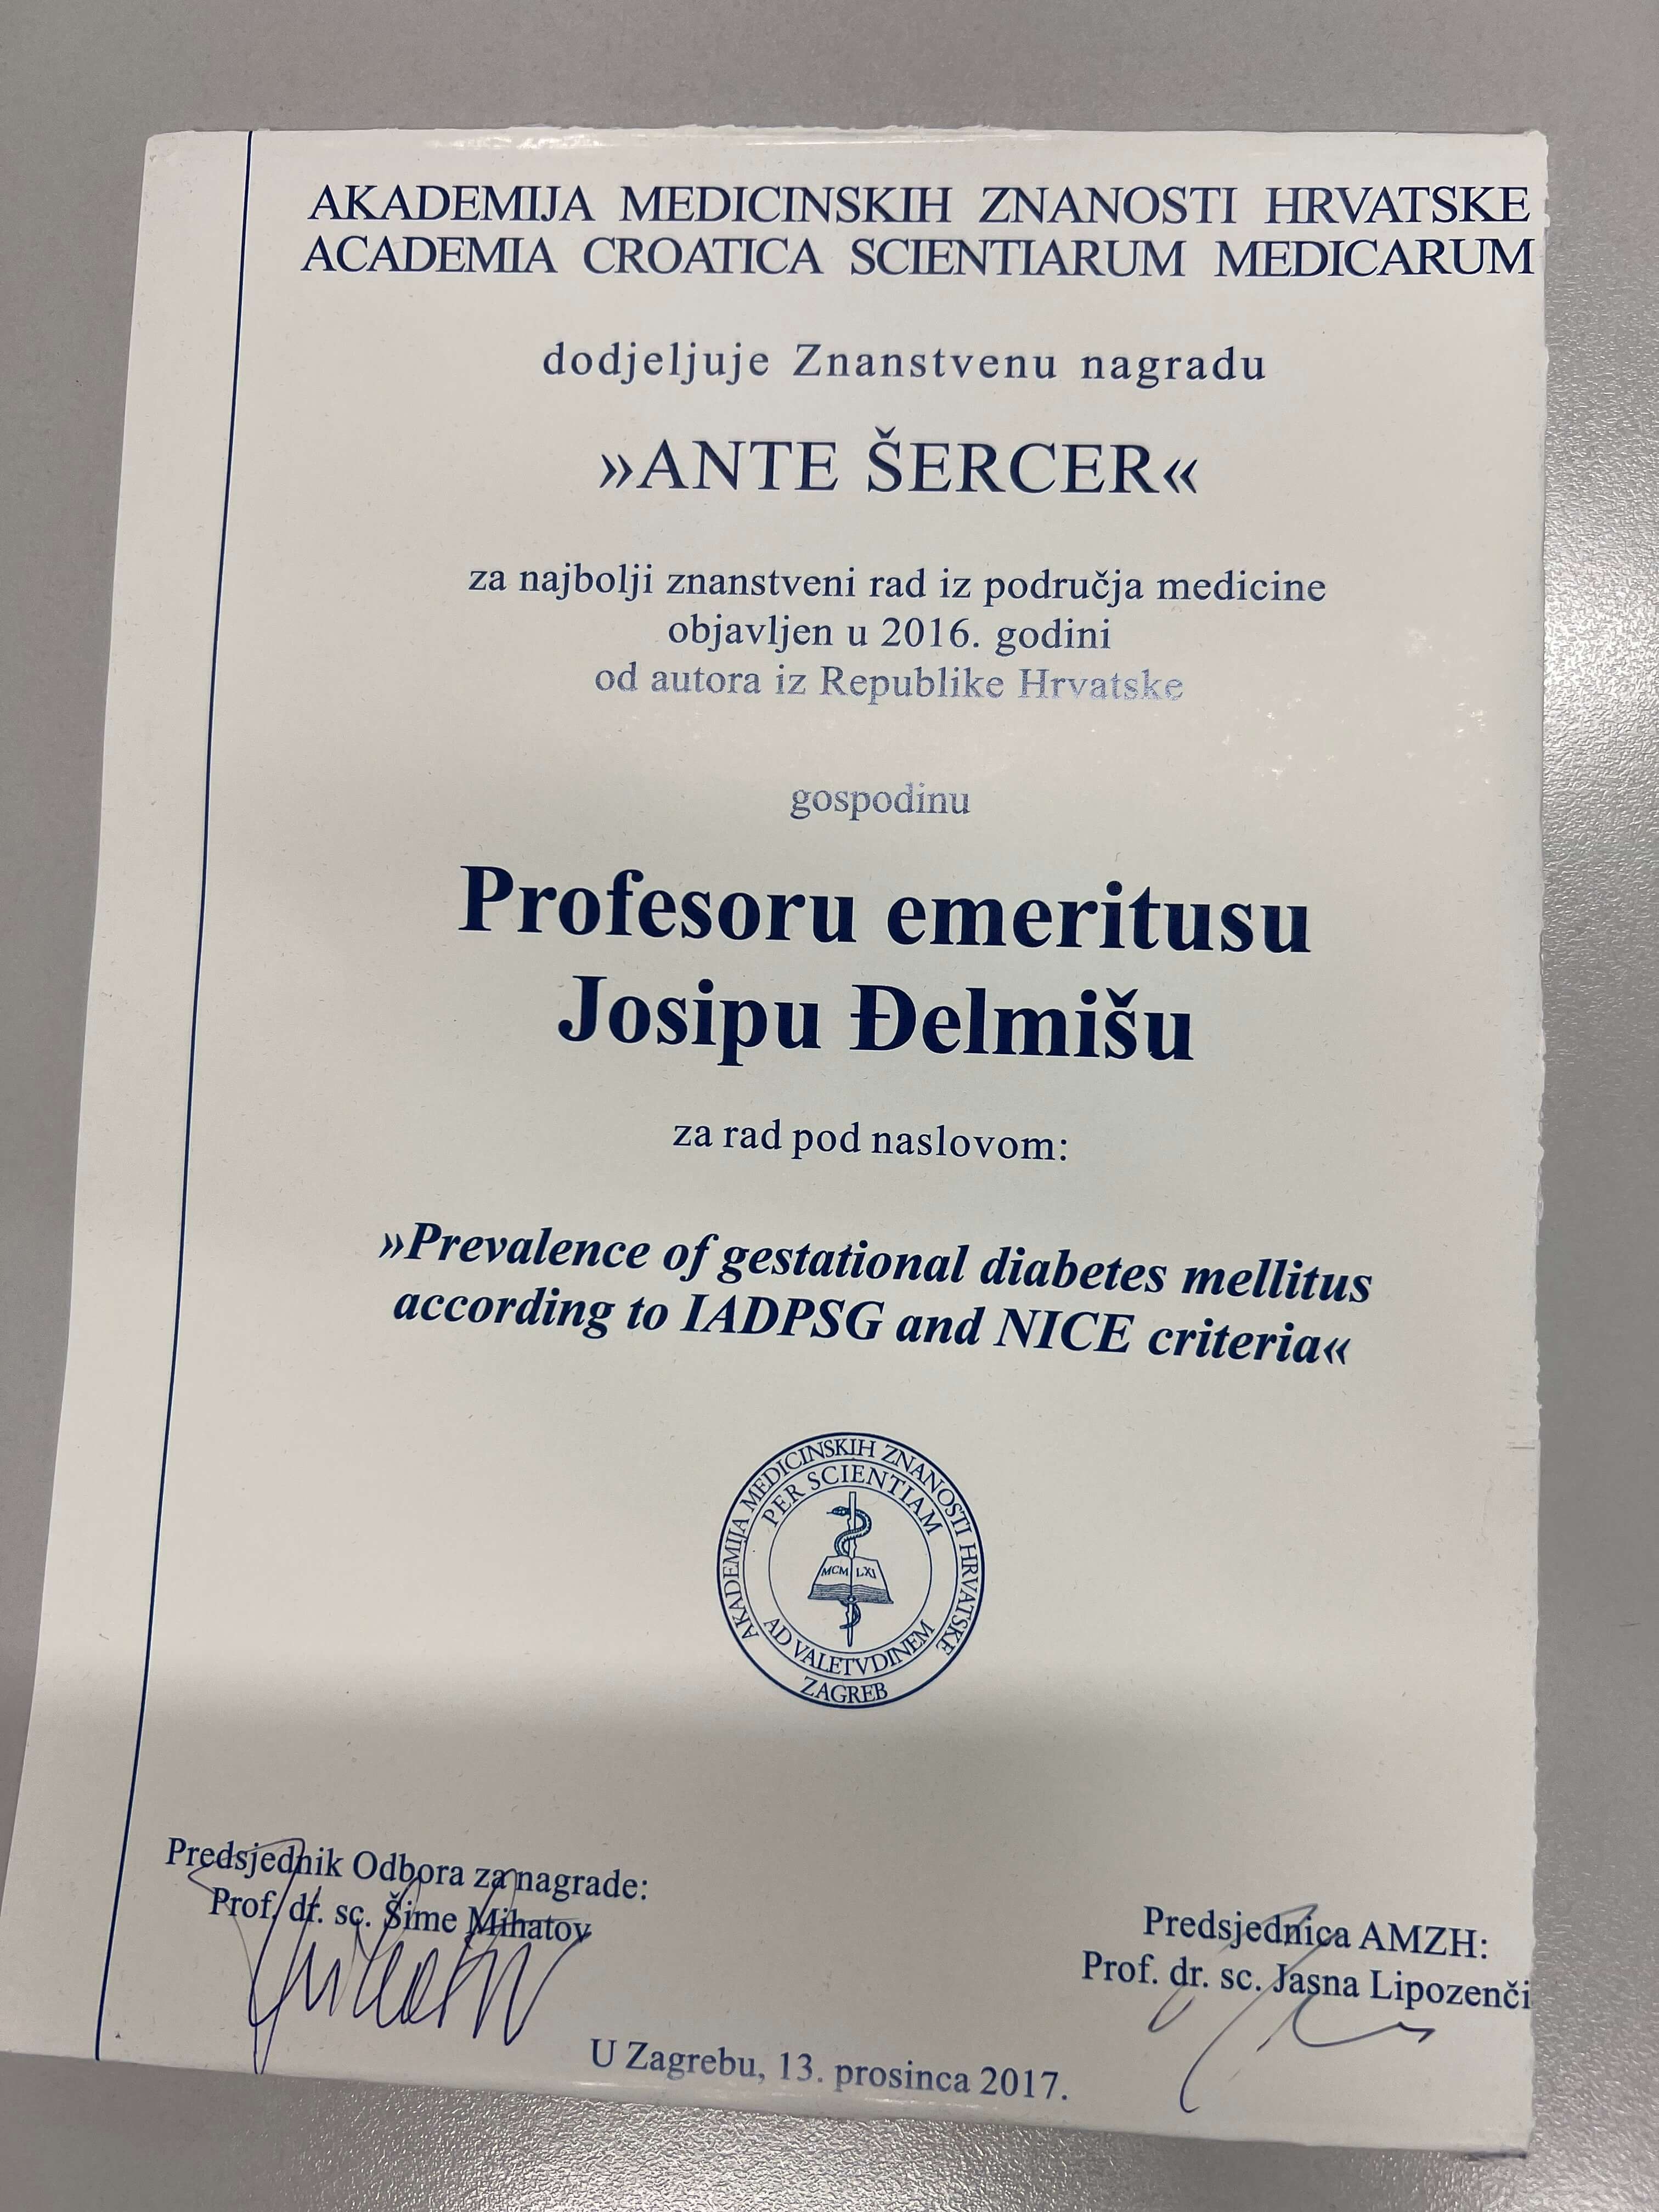 AKADEMIJA MEDICINSKIH ZNANOSTI HRVATSKE
ACADEMIA CROATICA SCIENTIARUM MEDICARUM
dodjeljuje Znanstvenu nagradu
»ANTE ŠERCER«
za najbolji znanstveni rad iz područja medicine
objavljen u 2016. godini
od autora iz Republike Hrvatske
gospodinu
Profesoru emeritusu
Josipu Đelmišu
za rad pod naslovom:
»Prevalence of gestational diabetes mellitus
according to IADPSG and NICE criteria«
AKADEMIJA MEDICINSKIH ZNANOSTI HRVATSKE
PER SCIENTIAM
MCM LXI
AD VALETVDINEM
ZAGREB
Predsjednik Odbora za nagrade:
Prof. dr. sc. Šime Mihatov
Predsjednica AMZH:
Prof. dr. sc. Jasna Lipozenči
U Zagrebu, 13. prosinca 2017.